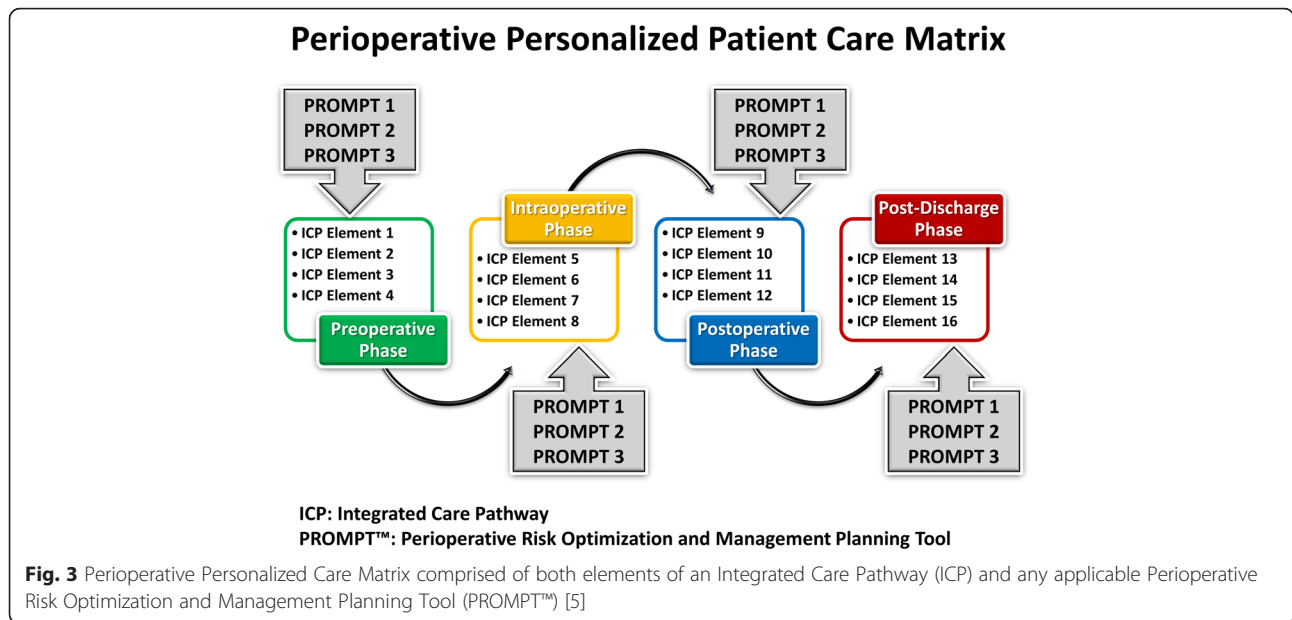 Perioperative Personalized Patient Care Matrix
PROMPT 1
PROMPT 2
PROMPT 3
• ICP Element 1
• ICP Element 2
• ICP Element 3
• ICP Element 4
Preoperative
Phase
Intraoperative
Phase
• ICP Element 5
• ICP Element 6
• ICP Element 7
• ICP Element 8
PROMPT 1
PROMPT 2
PROMPT 3
PROMPT 1
PROMPT 2
PROMPT 3
• ICP Element 9
• ICP Element 10
• ICP Element 11
• ICP Element 12
Postoperative
Phase
Post-Discharge
Phase
• ICP Element 13
• ICP Element 14
• ICP Element 15
• ICP Element 16
PROMPT 1
PROMPT 2
PROMPT 3
ICP: Integrated Care Pathway
PROMPT™: Perioperative Risk Optimization and Management Planning Tool
Fig. 3 Perioperative Personalized Care Matrix comprised of both elements of an Integrated Care Pathway (ICP) and any applicable Perioperative
Risk Optimization and Management Planning Tool (PROMPT™) [5]